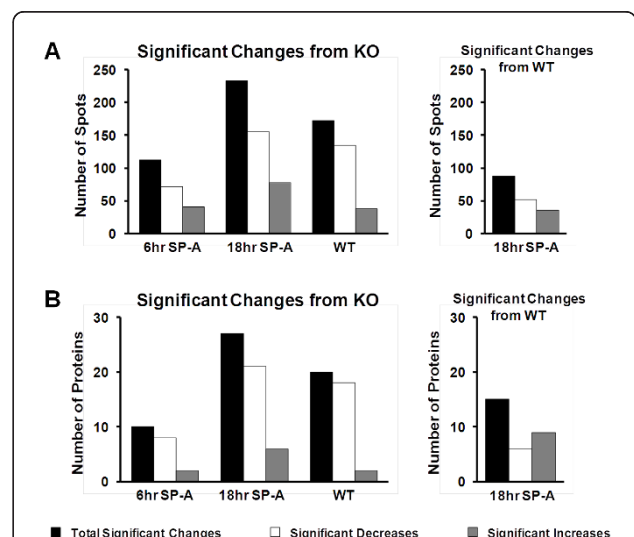 A
Significant Changes from KO
Significant Changes
from WT
Number of Spots
250
200
150
100
50
0
6hr SP-A
18hr SP-A
WT
Number of Spots
250
200
150
100
50
0
18hr SP-A
B
Significant Changes from KO
Significant Changes
from WT
Number of Proteins
30
20
10
0
6hr SP-A
18hr SP-A
WT
Number of Proteins
30
20
10
0
18hr SP-A
Total Significant Changes
Significant Decreases
Significant Increases